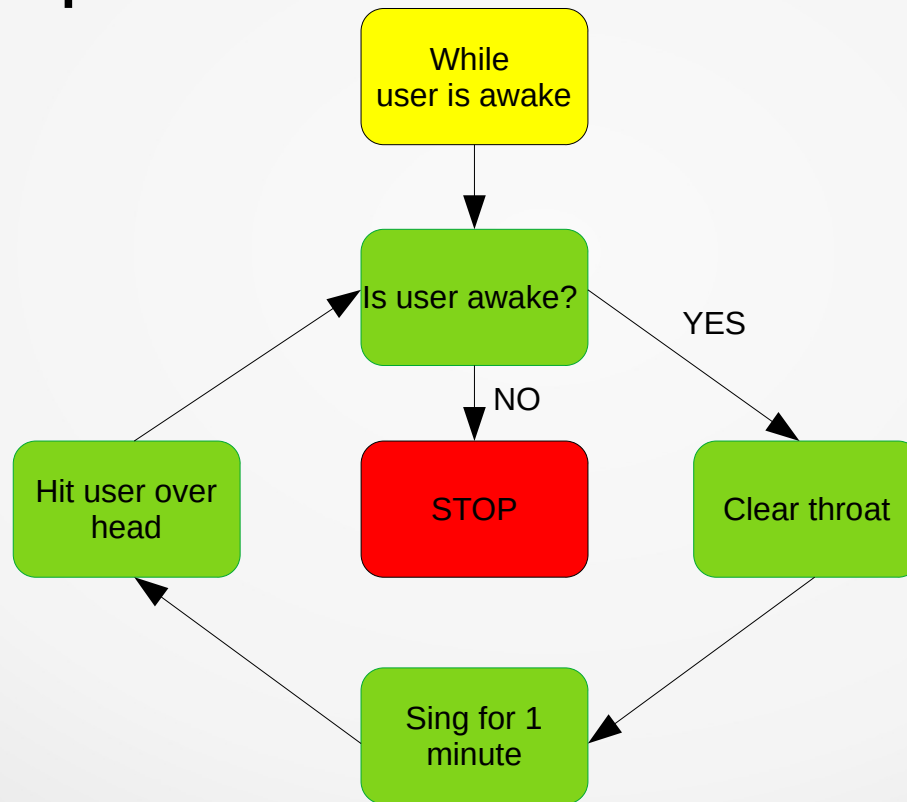 While
user is awake
Is user awake?
YES
NO
Hit user over
head
STOP
Clear throat
Sing for 1
minute